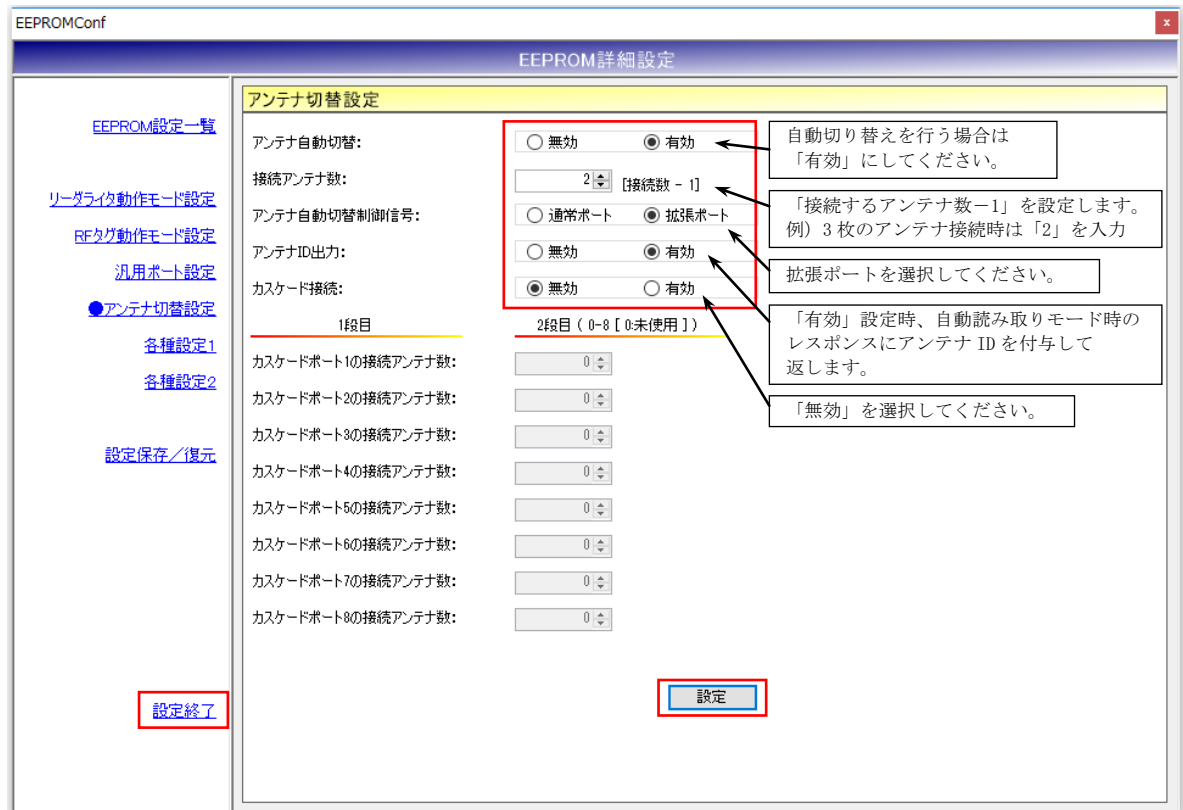 EEPROMConf
x
EEPROM詳細設定
EEPROM設定一覧
リーダライタ動作モード設定
RFタグ動作モード設定
汎用ポート設定
●アンテナ切替設定
各種設定1
各種設定2
設定保存／復元
設定終了
アンテナ切替設定
アンテナ自動切替: 無効 有効
接続アンテナ数: 2 [接続数 - 1]
アンテナ自動切替制御信号: 通常ポート 拡張ポート
アンテナID出力: 無効 有効
カスケード接続: 無効 有効
1段目 2段目 ( 0-8 [ 0:未使用 ] )
カスケードポート1の接続アンテナ数: 0
カスケードポート2の接続アンテナ数: 0
カスケードポート3の接続アンテナ数: 0
カスケードポート4の接続アンテナ数: 0
カスケードポート5の接続アンテナ数: 0
カスケードポート6の接続アンテナ数: 0
カスケードポート7の接続アンテナ数: 0
カスケードポート8の接続アンテナ数: 0
設定
自動切り替えを行う場合は
「有効」にしてください。
「接続するアンテナ数－1」を設定します。
例）3 枚のアンテナ接続時は「2」を入力
拡張ポートを選択してください。
「有効」設定時、自動読み取りモード時の
レスポンスにアンテナ ID を付与して
返します。
「無効」を選択してください。